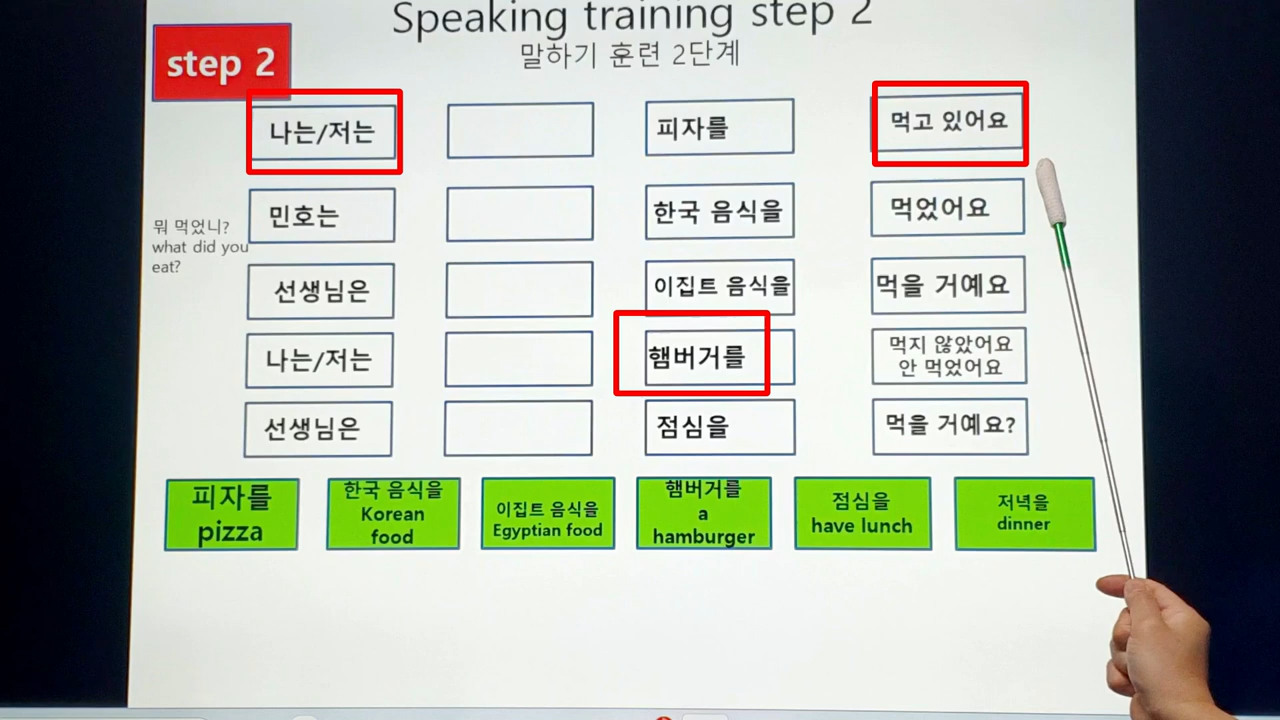 Speaking training step 2
말하기 훈련 2단계
step 2
나는/저는 피자를 먹고 있어요
민호는 한국 음식을 먹었어요
뭐 먹었니?
what did you
eat?
선생님은 이집트 음식을 먹을 거예요
나는/저는 햄버거를 먹지 않았어요
안 먹었어요
선생님은 점심을 먹을 거예요?
피자를
pizza
한국 음식을
Korean
food
이집트 음식을
Egyptian food
햄버거를
a
hamburger
점심을
have lunch
저녁을
dinner